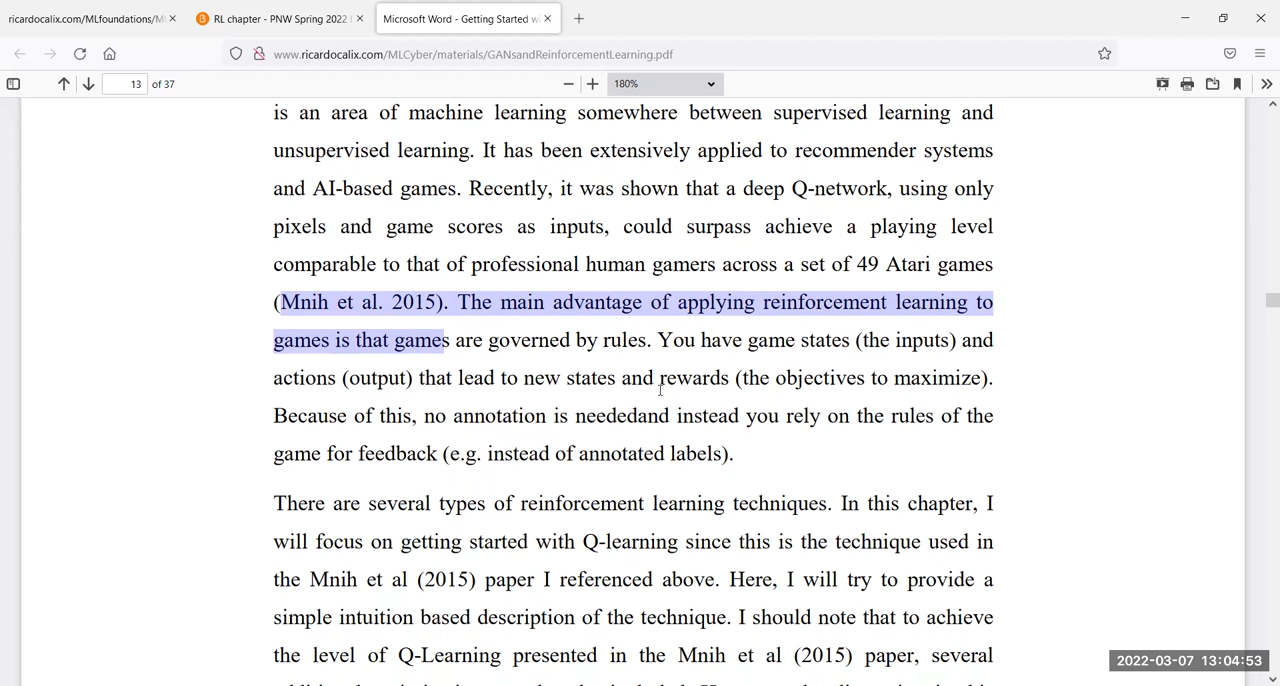 ricardocalix.com/MLfoundations/M
RL chapter - PNW Spring 2022
Microsoft Word - Getting Started w
www.ricardocalix.com/MLCyber/materials/GANsandReinforcementLearning.pdf
13 of 37
180%
is an area of machine learning somewhere between supervised learning and
unsupervised learning. It has been extensively applied to recommender systems
and AI-based games. Recently, it was shown that a deep Q-network, using only
pixels and game scores as inputs, could surpass achieve a playing level
comparable to that of professional human gamers across a set of 49 Atari games
(Mnih et al. 2015). The main advantage of applying reinforcement learning to
games is that games are governed by rules. You have game states (the inputs) and
actions (output) that lead to new states and rewards (the objectives to maximize).
Because of this, no annotation is neededand instead you rely on the rules of the
game for feedback (e.g. instead of annotated labels).
There are several types of reinforcement learning techniques. In this chapter, I
will focus on getting started with Q-learning since this is the technique used in
the Mnih et al (2015) paper I referenced above. Here, I will try to provide a
simple intuition based description of the technique. I should note that to achieve
the level of Q-Learning presented in the Mnih et al (2015) paper, several
2022-03-07 13:04:53